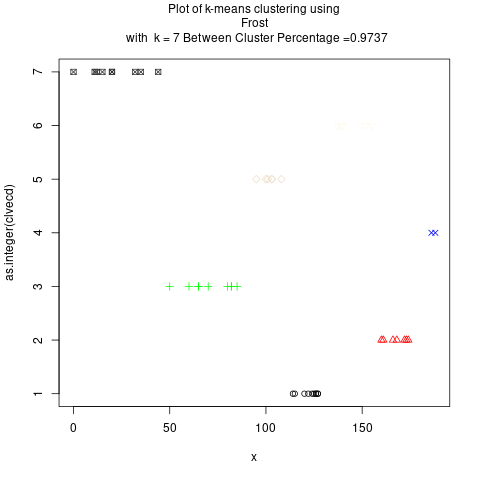 Plot of k-means clustering using
Frost
with  k = 7 Between Cluster Percentage =0.9737
as.integer(clvecd)
7
6
5
4
3
2
1
0 50 100 150
x